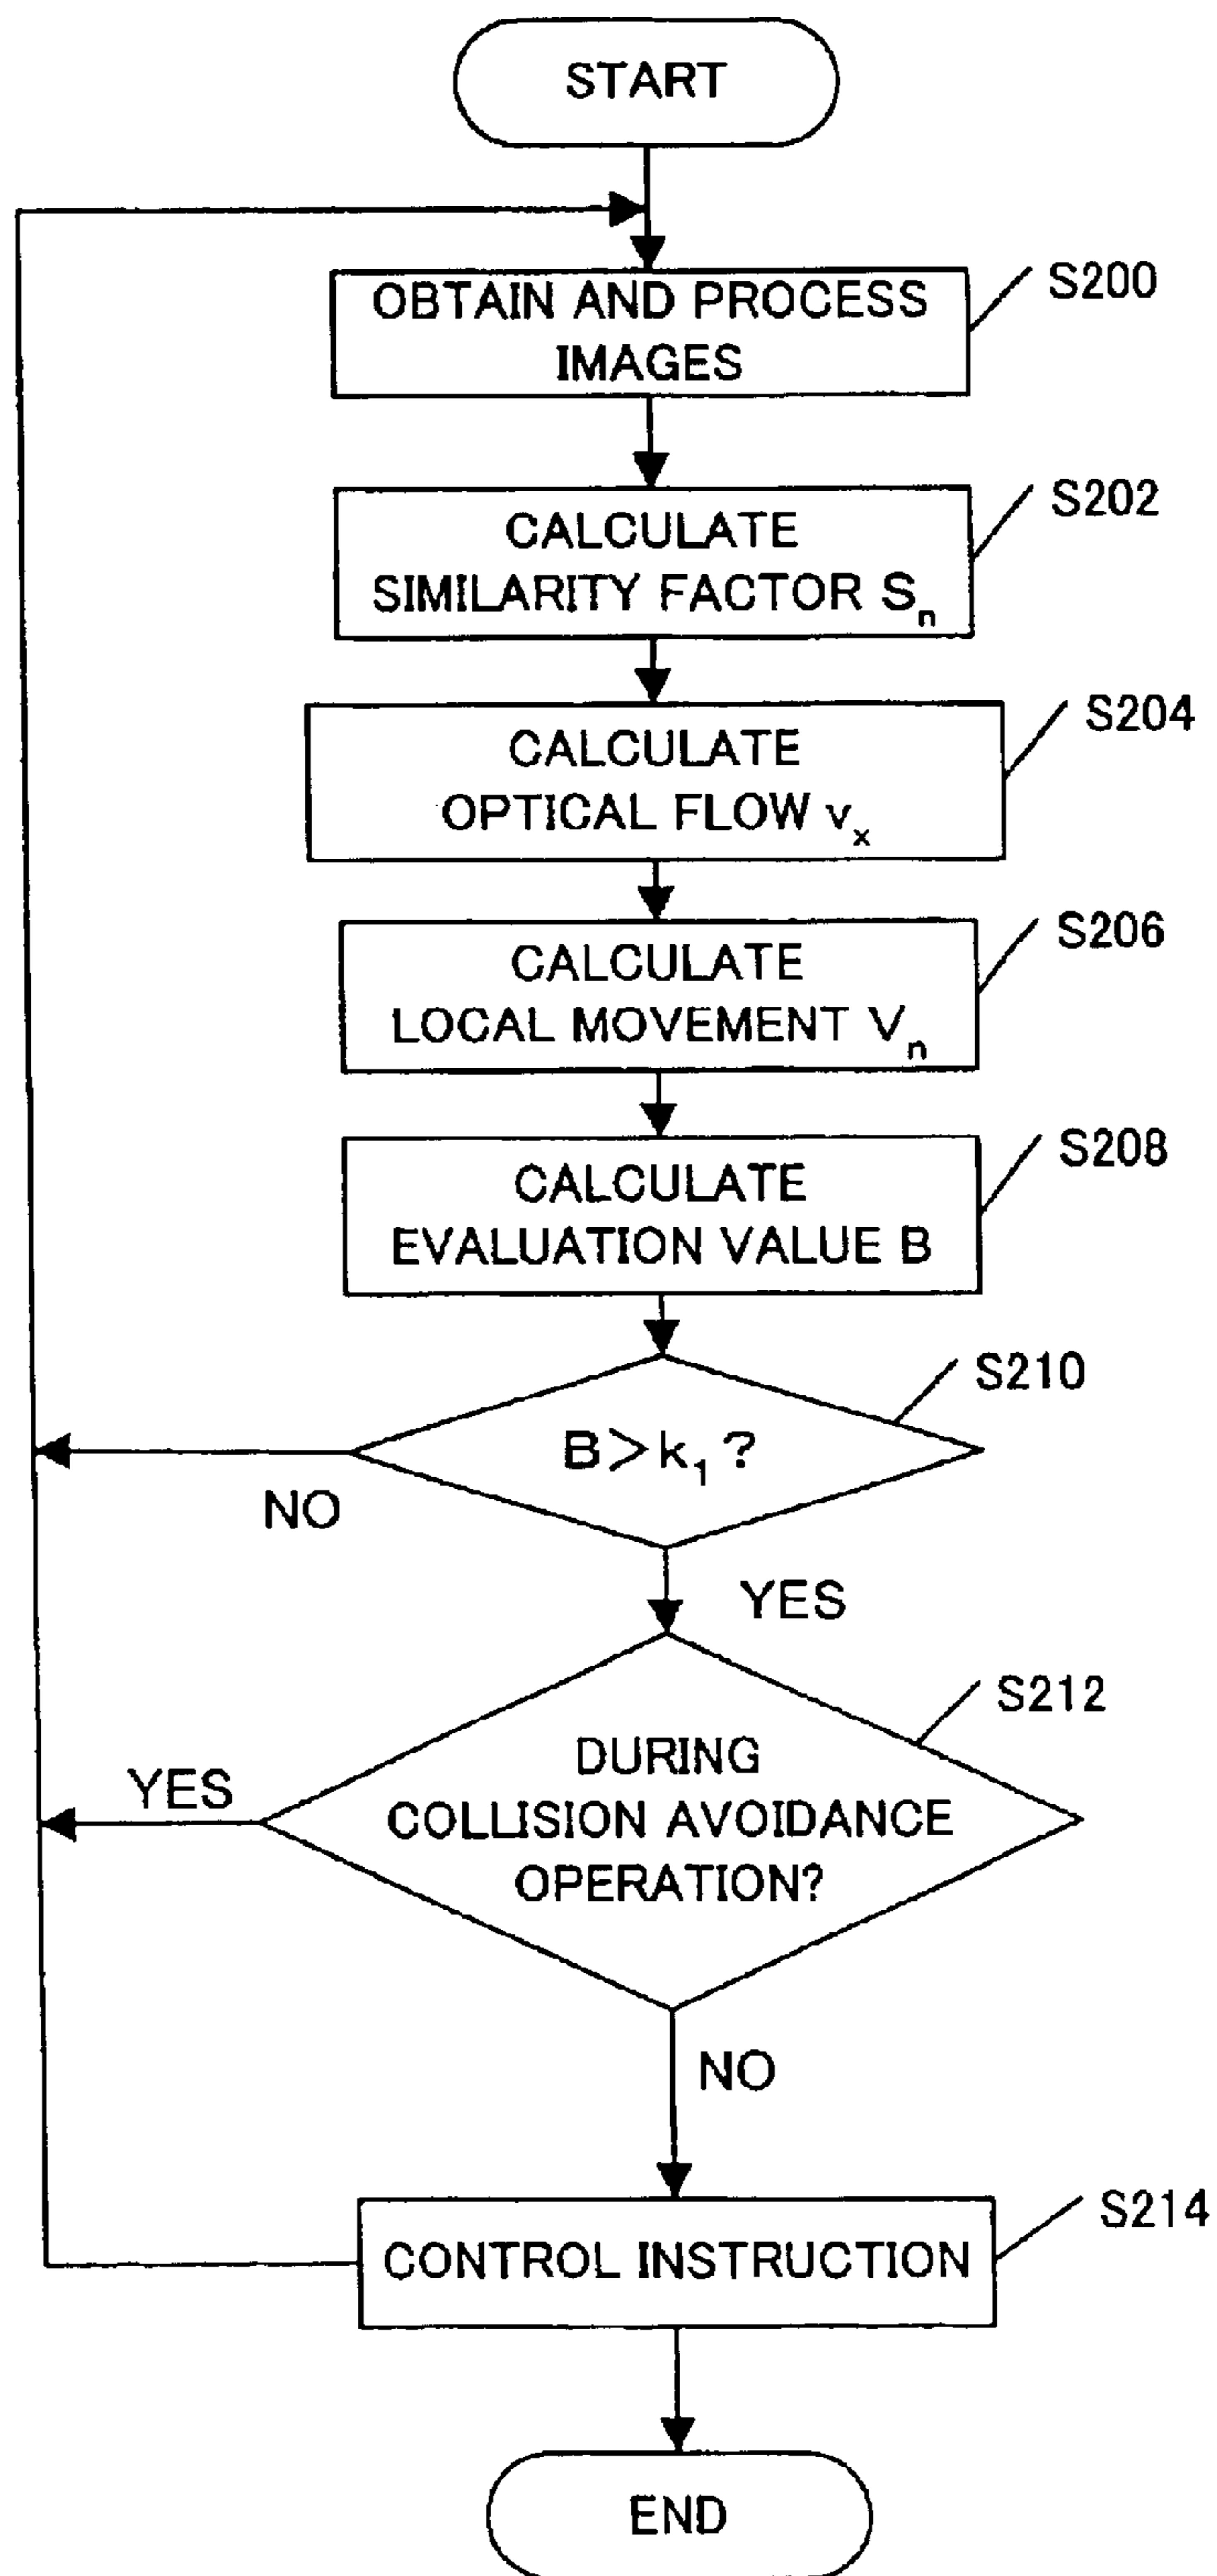 START
OBTAIN AND PROCESS
IMAGES
S200
CALCULATE
SIMILARITY FACTOR Sₙ
S202
CALCULATE
OPTICAL FLOW vₓ
S204
CALCULATE
LOCAL MOVEMENT Vₙ
S206
CALCULATE
EVALUATION VALUE B
S208
B>k₁?
S210
NO
YES
DURING
COLLISION AVOIDANCE
OPERATION?
S212
YES
NO
CONTROL INSTRUCTION
S214
END